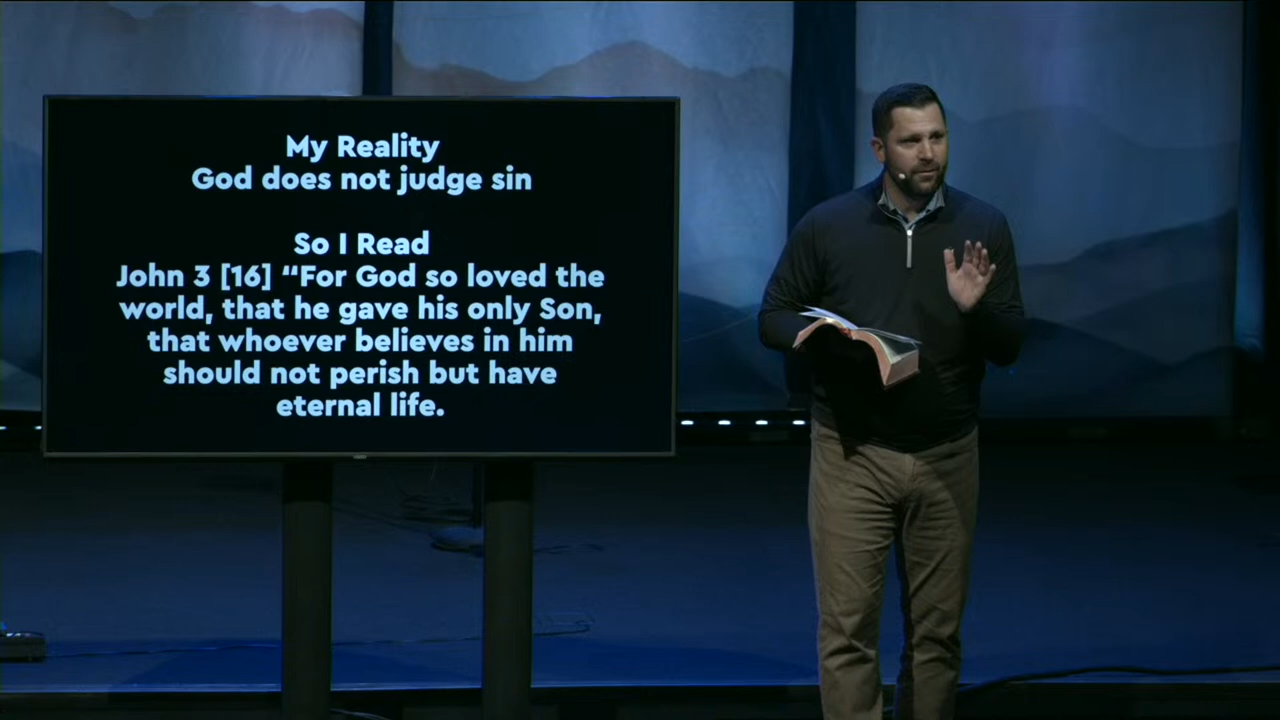 My Reality
God does not judge sin
So I Read
John 3 [16] “For God so loved the
world, that he gave his only Son,
that whoever believes in him
should not perish but have
eternal life.